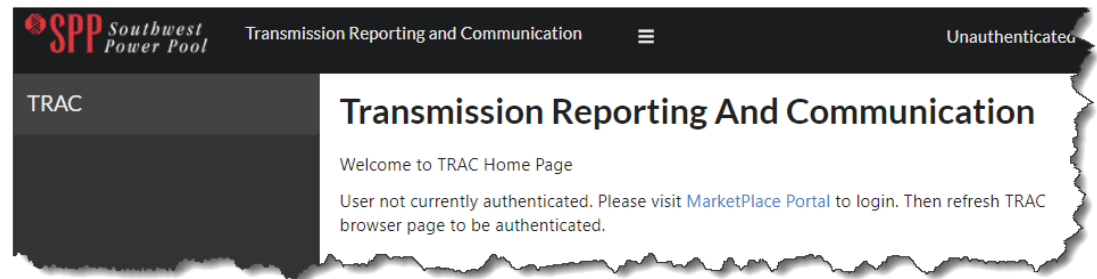 SPP Southwest Power Pool
Transmission Reporting and Communication
☰
Unauthenticated
TRAC
Transmission Reporting And Communication
Welcome to TRAC Home Page
User not currently authenticated. Please visit MarketPlace Portal to login. Then refresh TRAC
browser page to be authenticated.